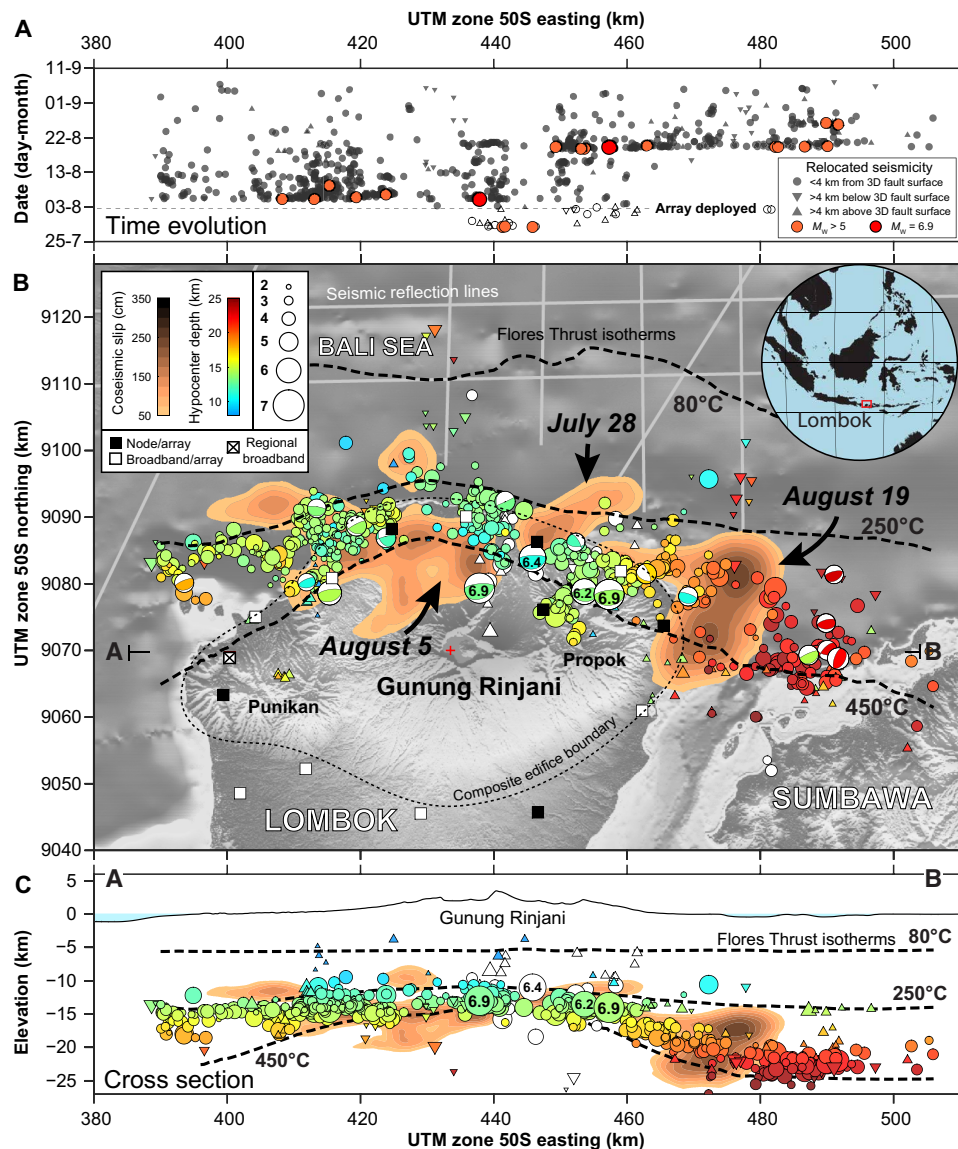 UTM zone 50S easting (km)
380 400 420 440 460 480 500
A
Date (day-month)
11-9
01-9
22-8
13-8
03-8
25-7
Array deployed
Time evolution
Relocated seismicity
<4 km from 3D fault surface
>4 km below 3D fault surface
>4 km above 3D fault surface
Mw > 5
Mw = 6.9
B
UTM zone 50S northing (km)
9120
9110
9100
9090
9080
9070
9060
9050
9040
Coseismic slip (cm)
350
250
150
50
Hypocenter depth (km)
25
20
15
10
2
3
4
5
6
7
Node/array
Broadband/array
Regional
broadband
Seismic reflection lines
BALI SEA
Flores Thrust isotherms
80°C
Lombok
July 28
August 19
250°C
6.4
6.9
6.2
6.9
August 5
A
B
Propok
Gunung Rinjani
Punikan
450°C
Composite edifice boundary
LOMBOK
SUMBAWA
C
A
B
Elevation (km)
5
0
−5
−10
−15
−20
−25
Gunung Rinjani
Flores Thrust isotherms
80°C
250°C
6.4
6.9
6.2
6.9
450°C
Cross section
380 400 420 440 460 480 500
UTM zone 50S easting (km)